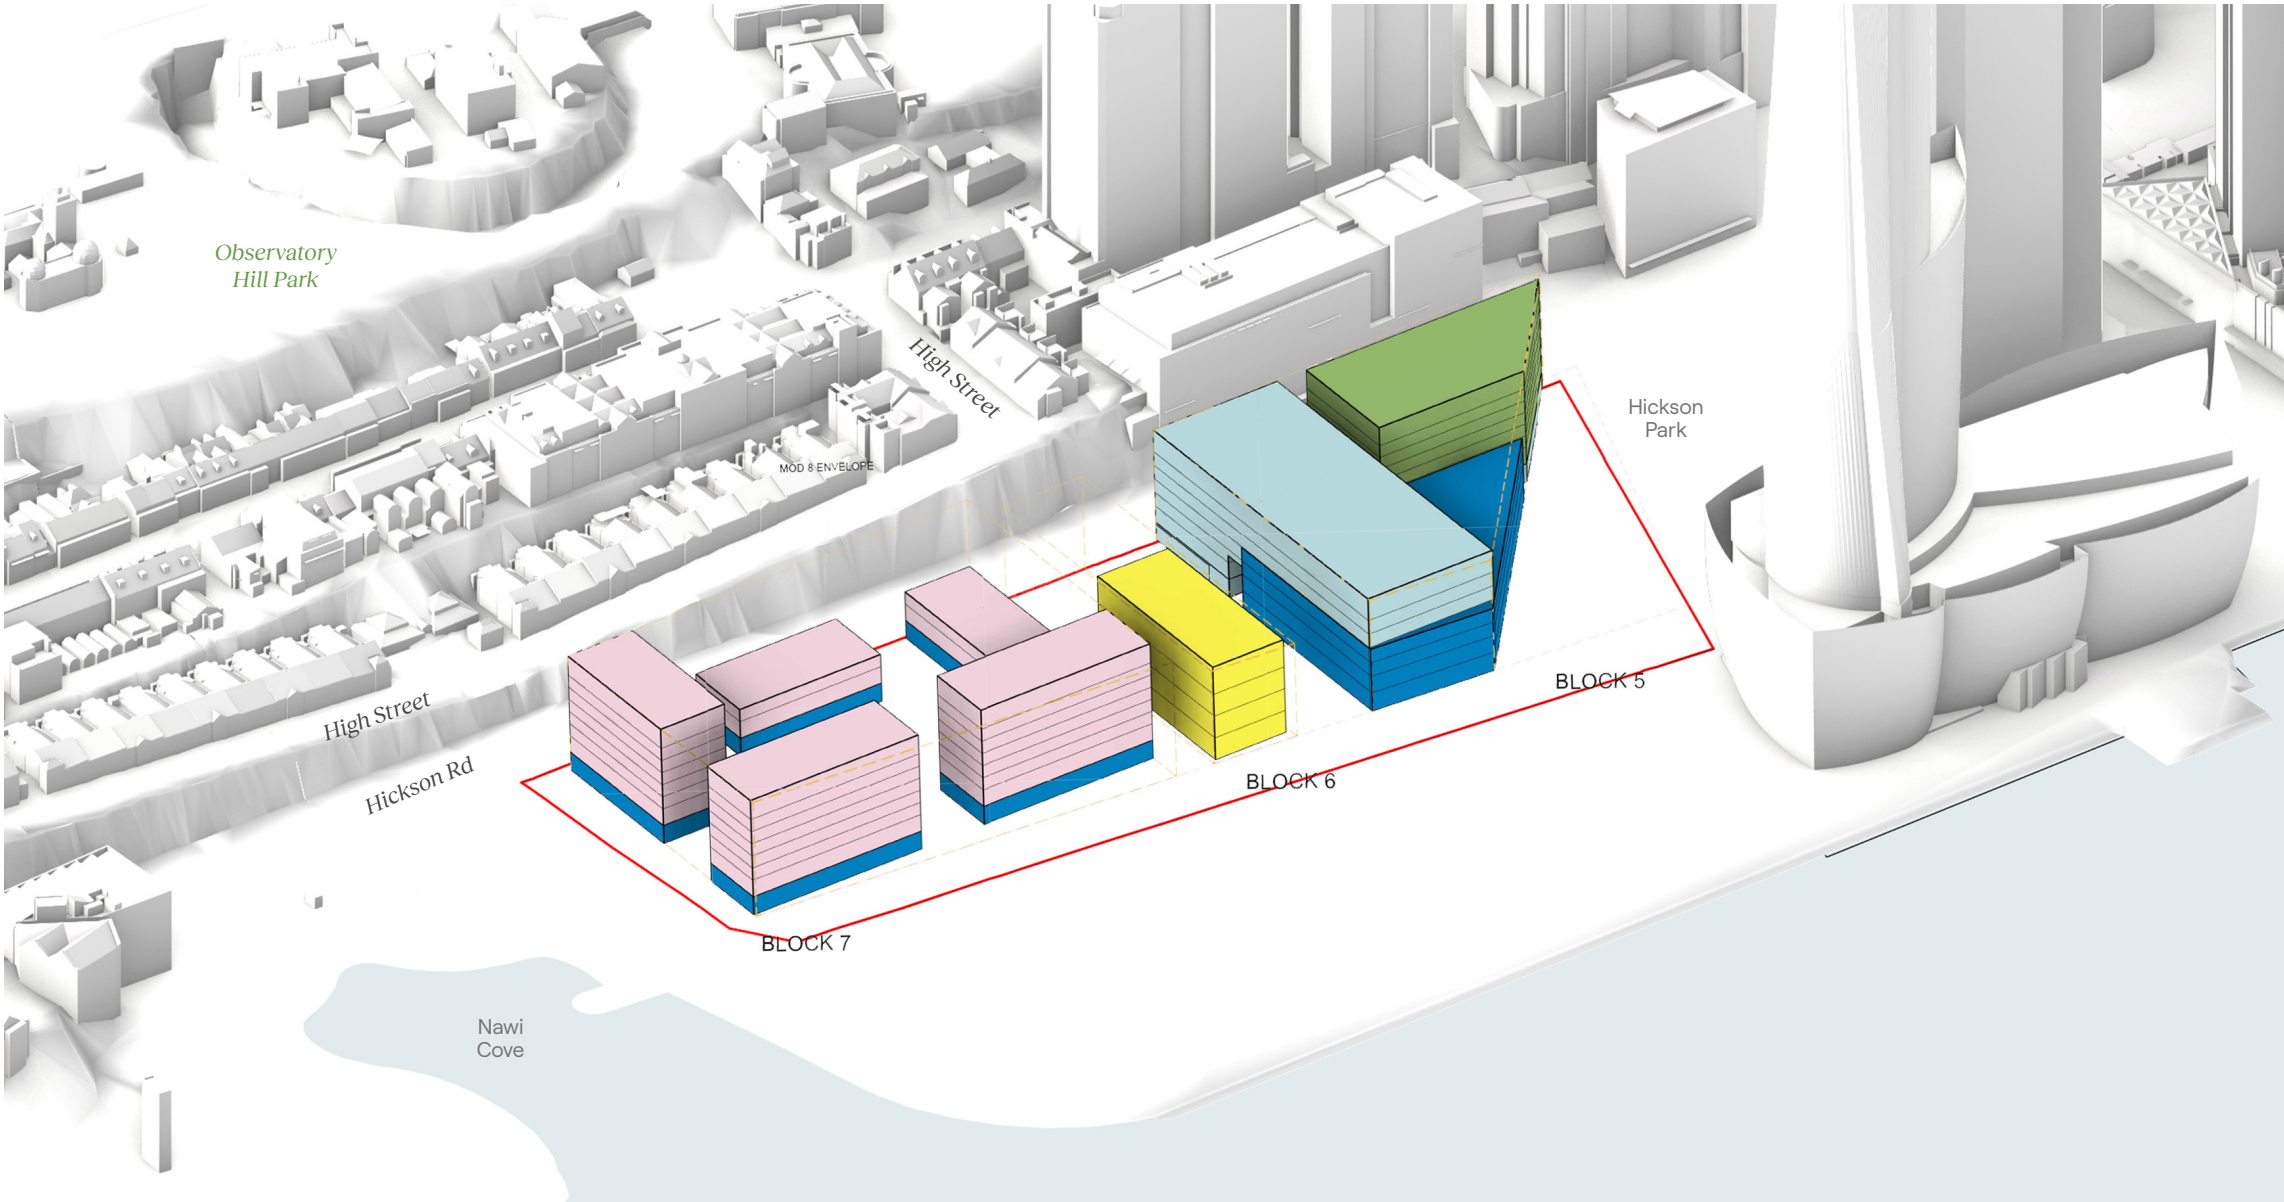 Observatory
Hill Park
High Street
Hickson
Park
MOD 8 ENVELOPE
BLOCK 5
High Street
Hickson Rd
BLOCK 6
BLOCK 7
Nawi
Cove